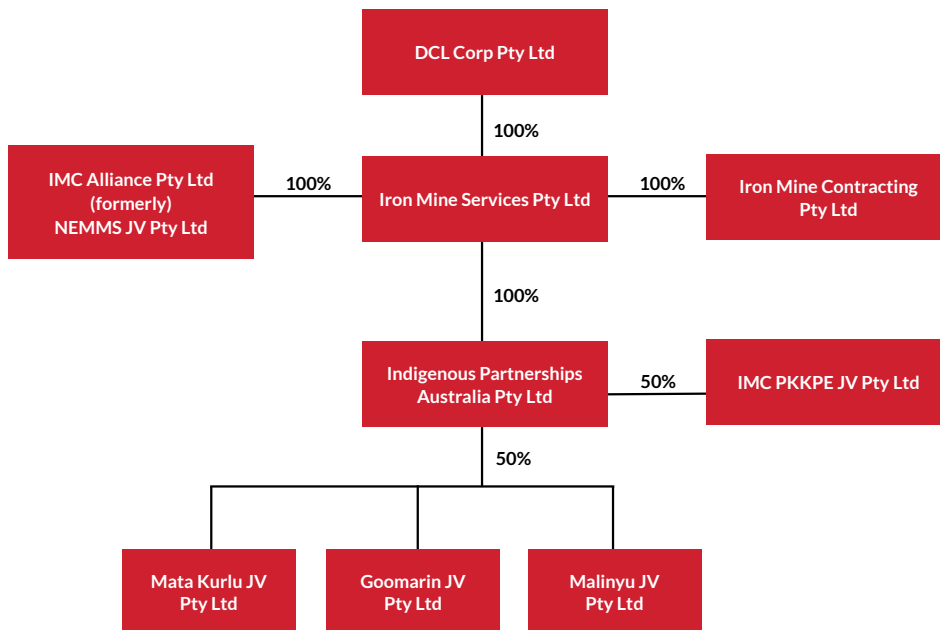 DCL Corp Pty Ltd
100%
IMC Alliance Pty Ltd
(formerly)
NEMMS JV Pty Ltd
100%
Iron Mine Services Pty Ltd
100%
Iron Mine Contracting
Pty Ltd
100%
Indigenous Partnerships
Australia Pty Ltd
50%
IMC PKKPE JV Pty Ltd
50%
Mata Kurlu JV
Pty Ltd
Goomarin JV
Pty Ltd
Malinyu JV
Pty Ltd